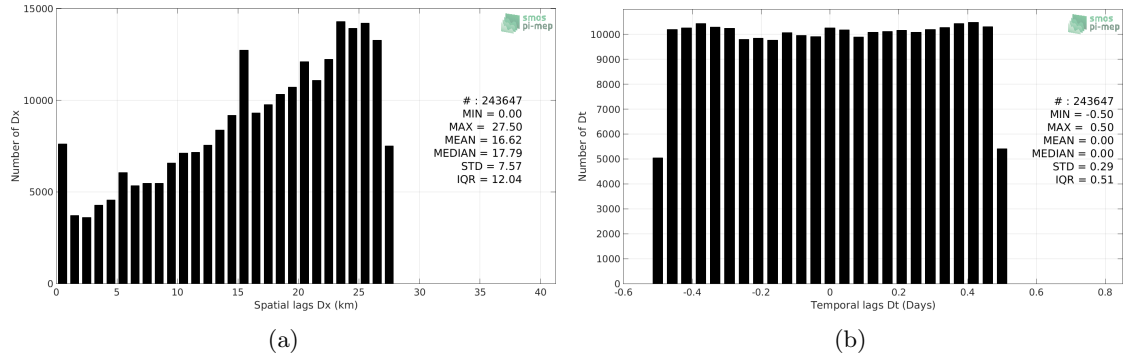 15000
10000
5000
0
Number of Dx
0 5 10 15 20 25 30 35 40
Spatial lags Dx (km)
smos
pi-mep
# : 243647
MIN = 0.00
MAX = 27.50
MEAN = 16.62
MEDIAN = 17.79
STD = 7.57
IQR = 12.04
(a)
10000
9000
8000
7000
6000
5000
4000
3000
2000
1000
0
Number of Dt
-0.6 -0.4 -0.2 0 0.2 0.4 0.6 0.8
Temporal lags Dt (Days)
smos
pi-mep
# : 243647
MIN = -0.50
MAX = 0.50
MEAN = 0.00
MEDIAN = 0.00
STD = 0.29
IQR = 0.51
(b)